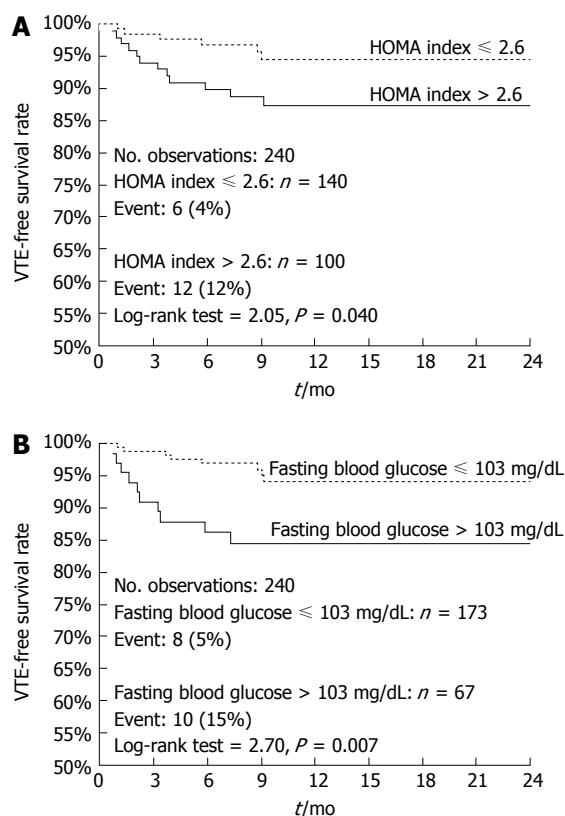 A
100%
95%
90%
85%
80%
75%
70%
65%
60%
55%
50%
VTE-free survival rate
HOMA index ≤ 2.6
HOMA index > 2.6
No. observations: 240
HOMA index ≤ 2.6: n = 140
Event: 6 (4%)
HOMA index > 2.6: n = 100
Event: 12 (12%)
Log-rank test = 2.05, P = 0.040
0 3 6 9 12 15 18 21 24
t/mo
B
100%
95%
90%
85%
80%
75%
70%
65%
60%
55%
50%
VTE-free survival rate
Fasting blood glucose ≤ 103 mg/dL
Fasting blood glucose > 103 mg/dL
No. observations: 240
Fasting blood glucose ≤ 103 mg/dL: n = 173
Event: 8 (5%)
Fasting blood glucose > 103 mg/dL: n = 67
Event: 10 (15%)
Log-rank test = 2.70, P = 0.007
0 3 6 9 12 15 18 21 24
t/mo